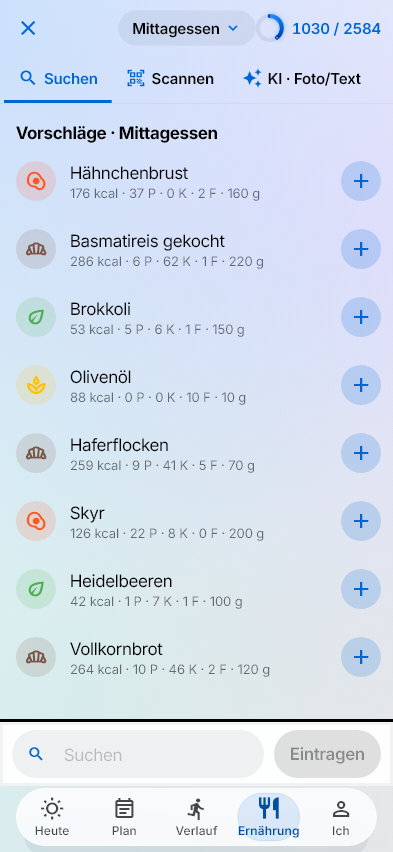 Mittagessen
1030 / 2584
Suchen
Scannen
KI · Foto/Text
Vorschläge · Mittagessen
Hähnchenbrust
176 kcal · 37 P · 0 K · 2 F · 160 g
Basmatireis gekocht
286 kcal · 6 P · 62 K · 1 F · 220 g
Brokkoli
53 kcal · 5 P · 6 K · 1 F · 150 g
Olivenöl
88 kcal · 0 P · 0 K · 10 F · 10 g
Haferflocken
259 kcal · 9 P · 41 K · 5 F · 70 g
Skyr
126 kcal · 22 P · 8 K · 0 F · 200 g
Heidelbeeren
42 kcal · 1 P · 7 K · 1 F · 100 g
Vollkornbrot
264 kcal · 10 P · 46 K · 2 F · 120 g
Suchen
Eintragen
Heute
Plan
Verlauf
Ernährung
Ich